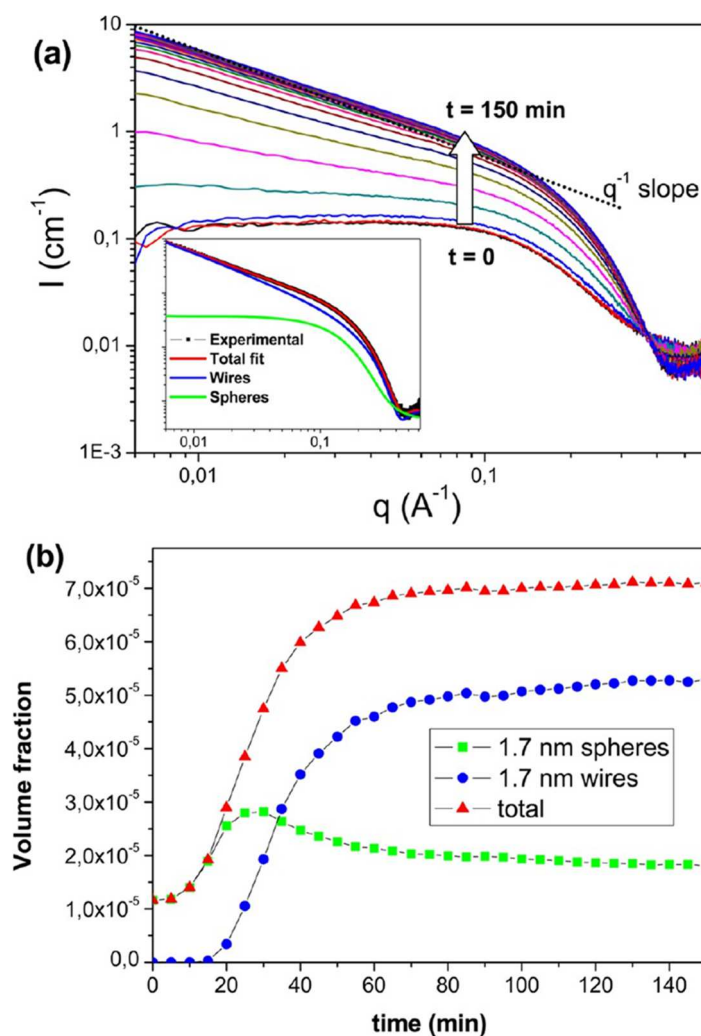 (a)
10
1
0.1
0.01
1E-3
I (cm⁻¹)
t = 150 min
q⁻¹ slope
t = 0
Experimental
Total fit
Wires
Spheres
0,01
0,1
0,01
0,1
q (A⁻¹)
(b)
7,0x10⁻⁵
6,0x10⁻⁵
5,0x10⁻⁵
4,0x10⁻⁵
3,0x10⁻⁵
2,0x10⁻⁵
1,0x10⁻⁵
0,0
Volume fraction
1.7 nm spheres
1.7 nm wires
total
0
20
40
60
80
100
120
140
time (min)